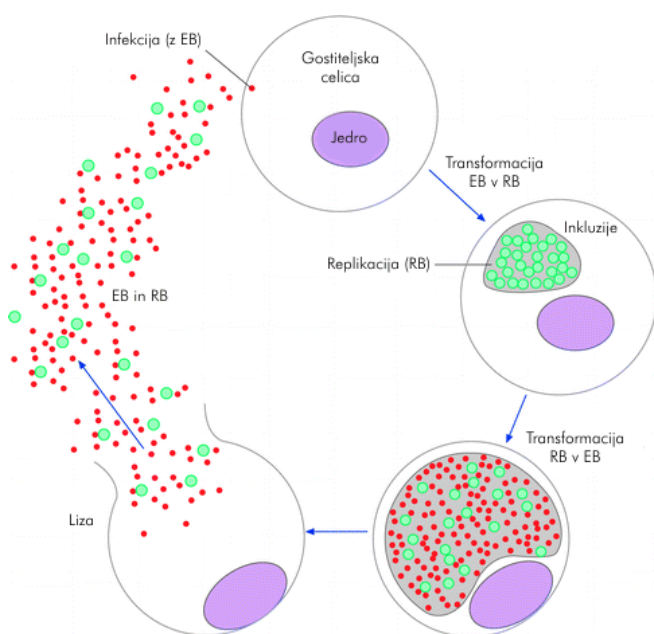 Infekcija (z EB)
Gostiteljska
celica
Jedro
Transformacija
EB v RB
Inkluzije
Replikacija (RB)
EB in RB
Transformacija
RB v EB
Liza